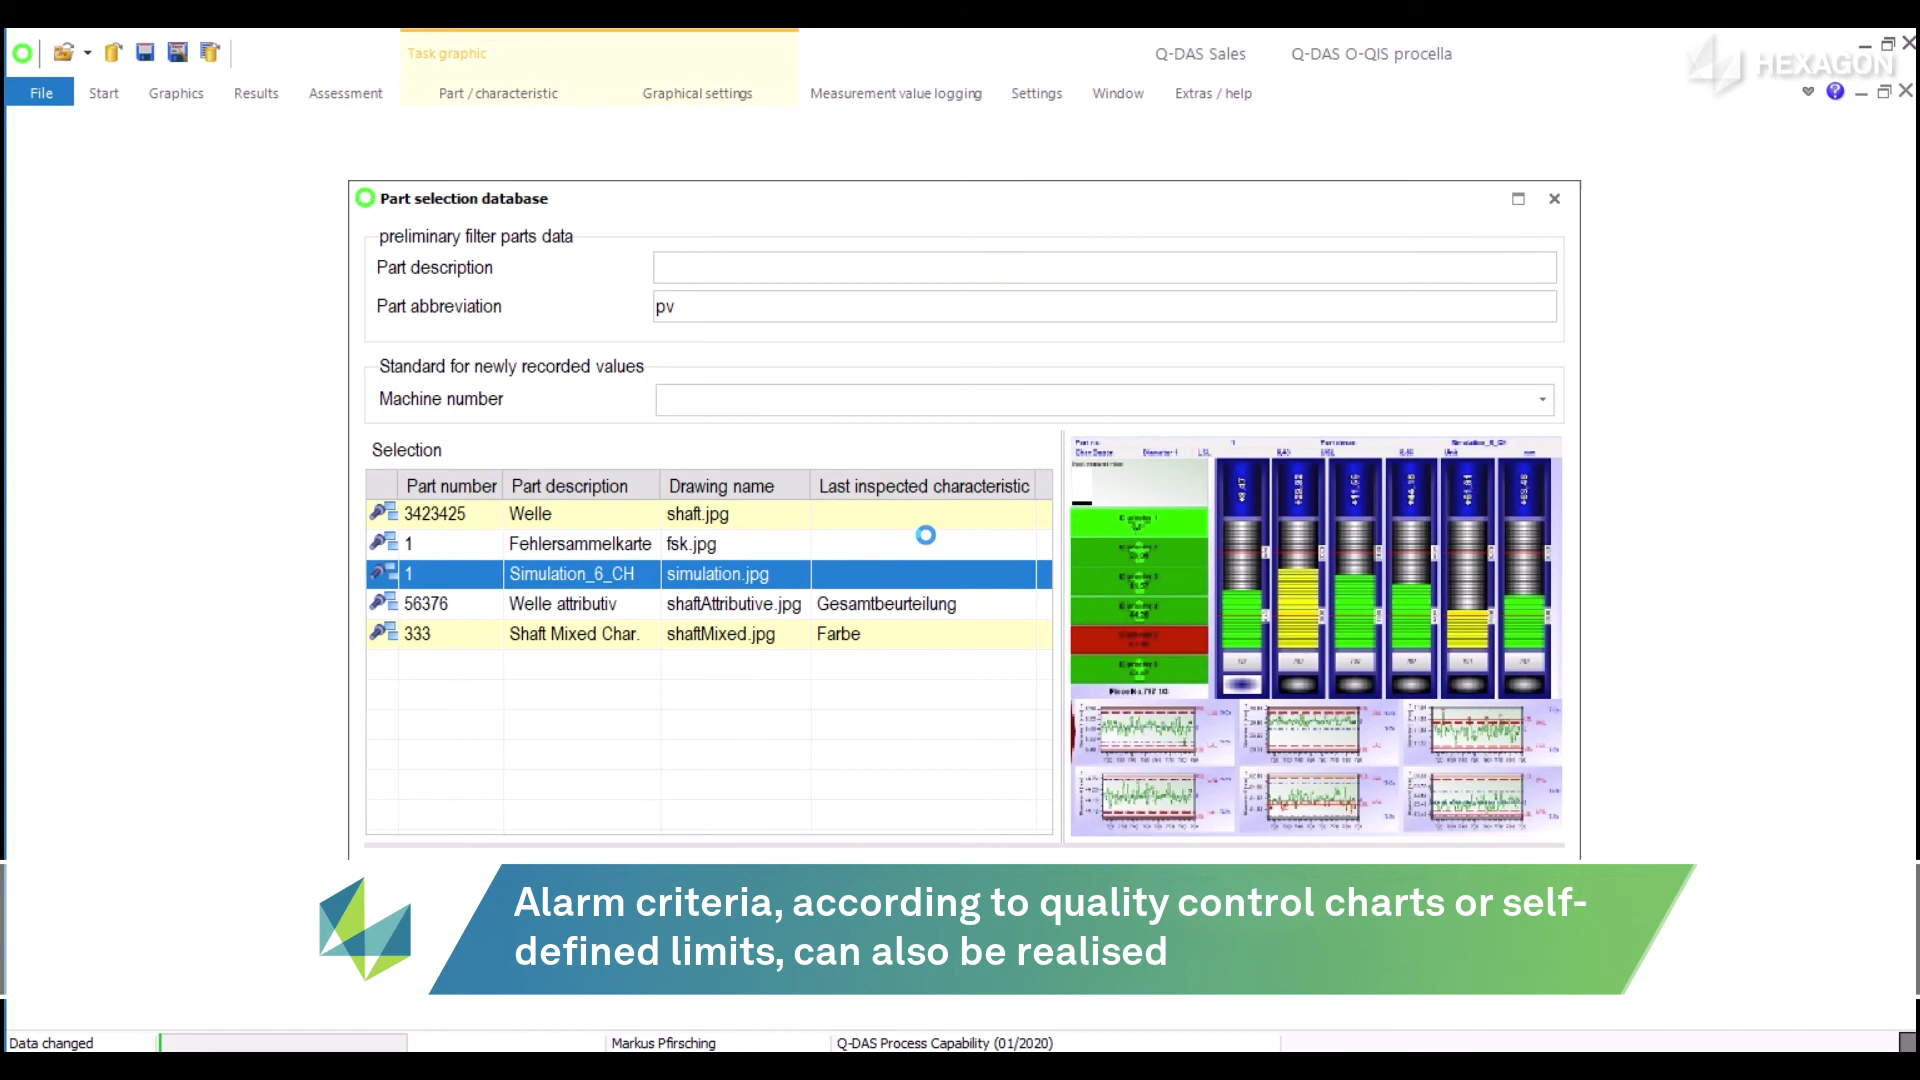 Task graphic
Q-DAS Sales
Q-DAS O-QIS procella
HEXAGON
File
Start
Graphics
Results
Assessment
Part / characteristic
Graphical settings
Measurement value logging
Settings
Window
Extras / help
Part selection database
preliminary filter parts data
Part description
Part abbreviation
pv
Standard for newly recorded values
Machine number
Selection
Part number Part description Drawing name Last inspected characteristic
3423425 Welle shaft.jpg
1 Fehlersammelkarte fsk.jpg
1 Simulation_6_CH simulation.jpg
56376 Welle attributiv shaftAttributive.jpg Gesamtbeurteilung
333 Shaft Mixed Char. shaftMixed.jpg Farbe
Alarm criteria, according to quality control charts or self-
defined limits, can also be realised
Data changed
Markus Pfirsching
Q-DAS Process Capability (01/2020)